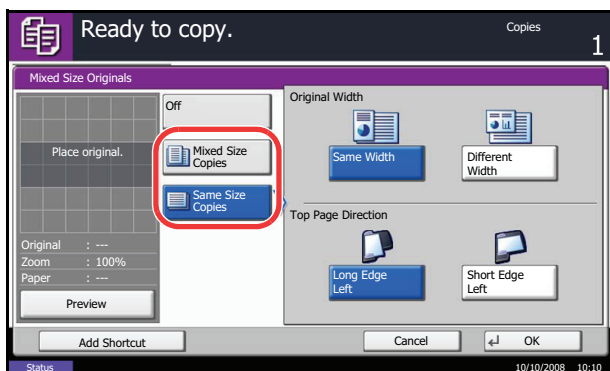 Ready to copy.
Copies
1
Mixed Size Originals
Place original.
Original : ---
Zoom : 100%
Paper : ---
Preview
Off
Mixed Size
Copies
Same Size
Copies
Original Width
Same Width
Different
Width
Top Page Direction
Long Edge
Left
Short Edge
Left
Add Shortcut
Cancel
OK
Status
10/10/2008 10:10